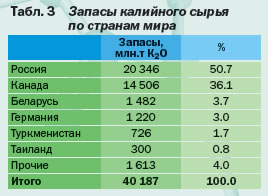 Табл. 3 Запасы калийного сырья
по странам мира
Запасы, млн.т К2О %
Россия 20 346 50.7
Канада 14 506 36.1
Беларусь 1 482 3.7
Германия 1 220 3.0
Туркменистан 726 1.7
Таиланд 300 0.8
Прочие 1 613 4.0
Итого 40 187 100.0